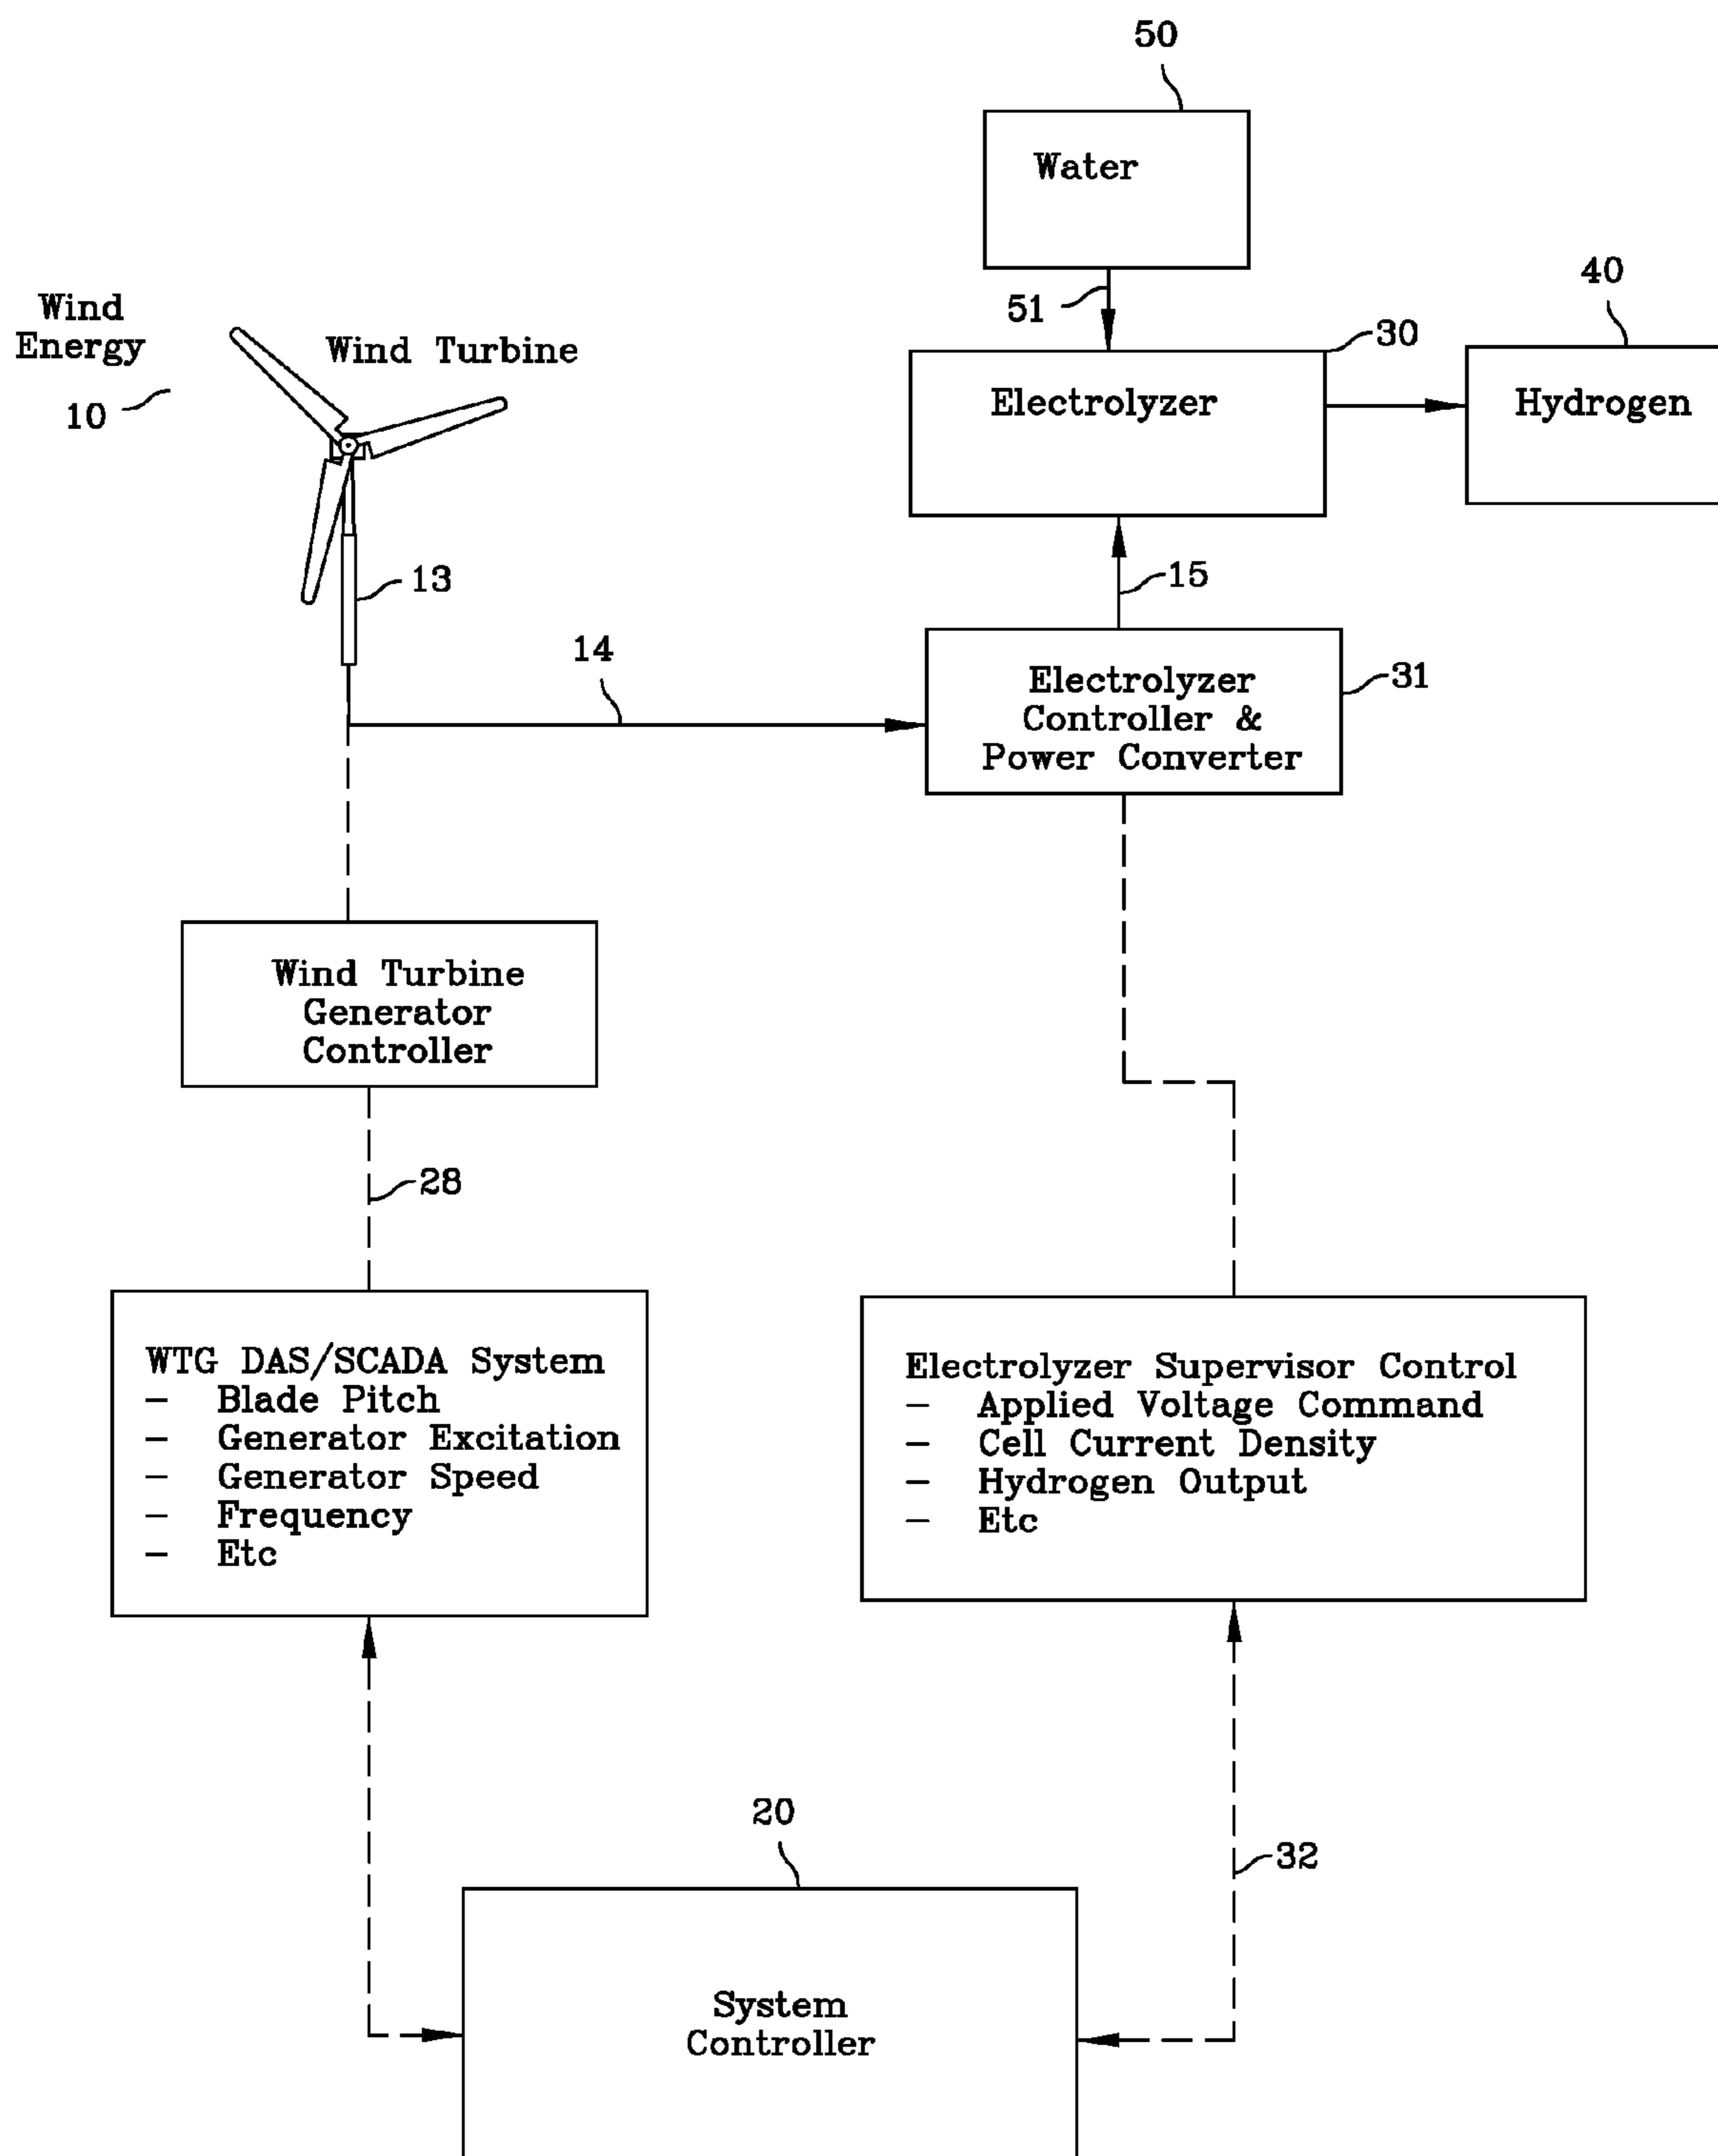 50
Water
51
40
Wind
Energy
10
Wind Turbine
30
Electrolyzer
Hydrogen
13
15
14
Electrolyzer
Controller &
Power Converter
31
Wind Turbine
Generator
Controller
28
WTG DAS/SCADA System
– Blade Pitch
– Generator Excitation
– Generator Speed
– Frequency
– Etc
Electrolyzer Supervisor Control
– Applied Voltage Command
– Cell Current Density
– Hydrogen Output
– Etc
20
32
System
Controller